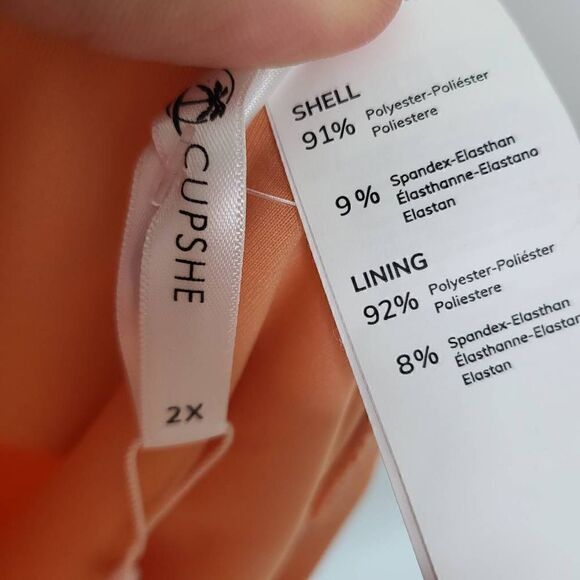 CUPSHE
2X
SHELL
91% Polyester-Poliéster
Poliestere
9% Spandex-Elasthan
Élasthanne-Elastano
Elastan
LINING
92% Polyester-Poliéster
Poliestere
8% Spandex-Elasthan
Élasthanne-Elastan
Elastan